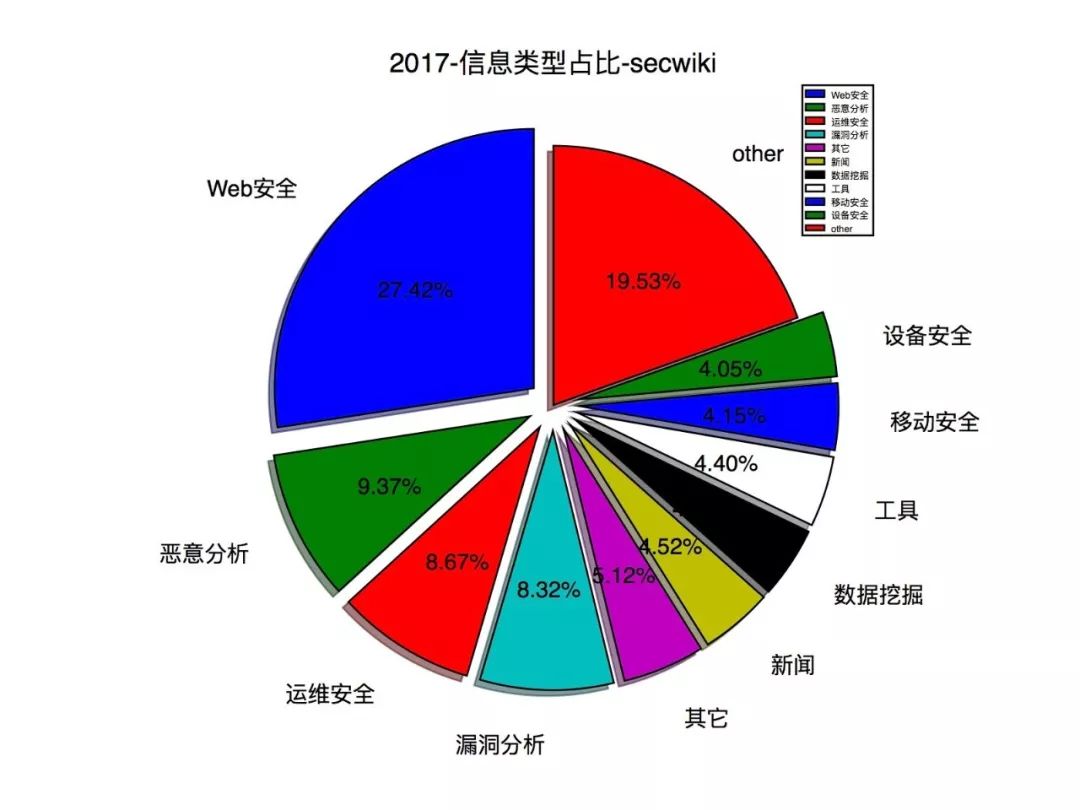 2017-信息类型占比-secwiki
Web安全
恶意分析
运维安全
漏洞分析
其它
新闻
数据挖掘
工具
移动安全
设备安全
other
other
Web安全
27.42%
19.53%
设备安全
4.05%
移动安全
4.15%
4.40%
工具
9.37%
恶意分析
8.67%
8.32%
5.12%
4.52%
数据挖掘
新闻
运维安全
其它
漏洞分析